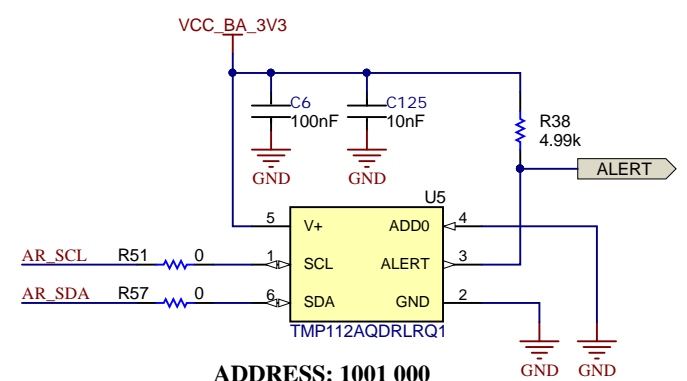 VCC_BA_3V3
C6
100nF
C125
10nF
R38
4.99k
GND
GND
ALERT
U5
5 V+ ADD0 4
AR_SCL R51 0 1 SCL ALERT 3
AR_SDA R57 0 6 SDA GND 2
TMP112AQDRLRQ1
ADDRESS: 1001 000
GND
GND